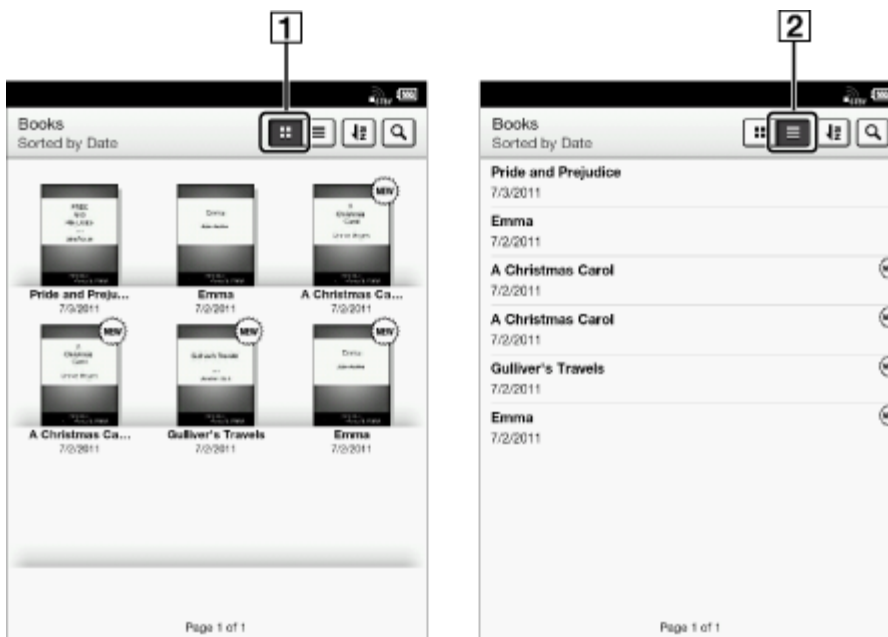 1
Books
Sorted by Date
NEW
Pride and Preju...
7/3/2011
Emma
7/2/2011
A Christmas Ca...
7/2/2011
NEW
NEW
NEW
A Christmas Ca...
7/2/2011
Gulliver's Travels
7/2/2011
Emma
7/2/2011
Page 1 of 1
2
Books
Sorted by Date
Pride and Prejudice
7/3/2011
Emma
7/2/2011
A Christmas Carol
7/2/2011
A Christmas Carol
7/2/2011
Gulliver's Travels
7/2/2011
Emma
7/2/2011
Page 1 of 1